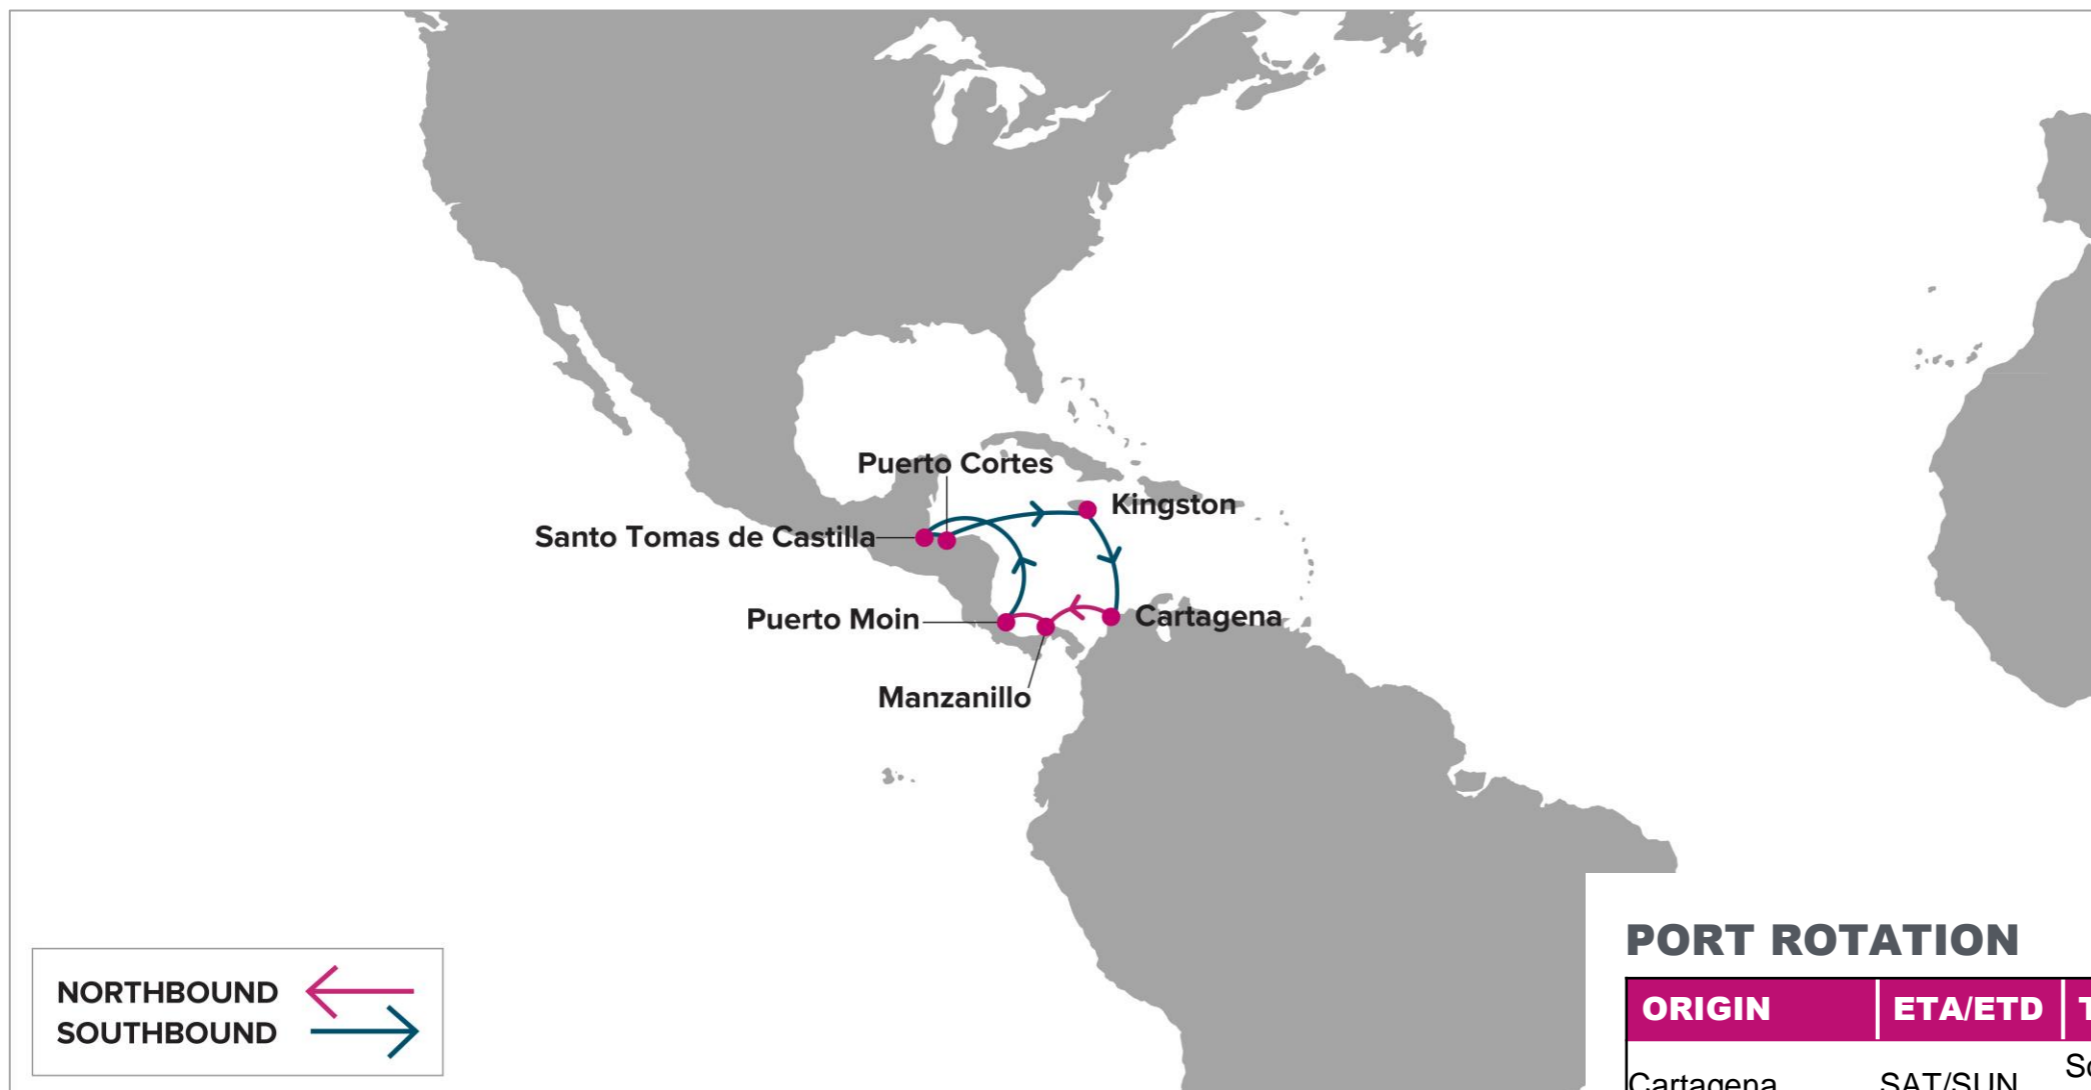 Puerto Cortes
Kingston
Santo Tomas de Castilla
Puerto Moin
Cartagena
Manzanillo
NORTHBOUND
SOUTHBOUND
PORT ROTATION
ORIGIN ETA/ETD
Cartagena SAT/SUN